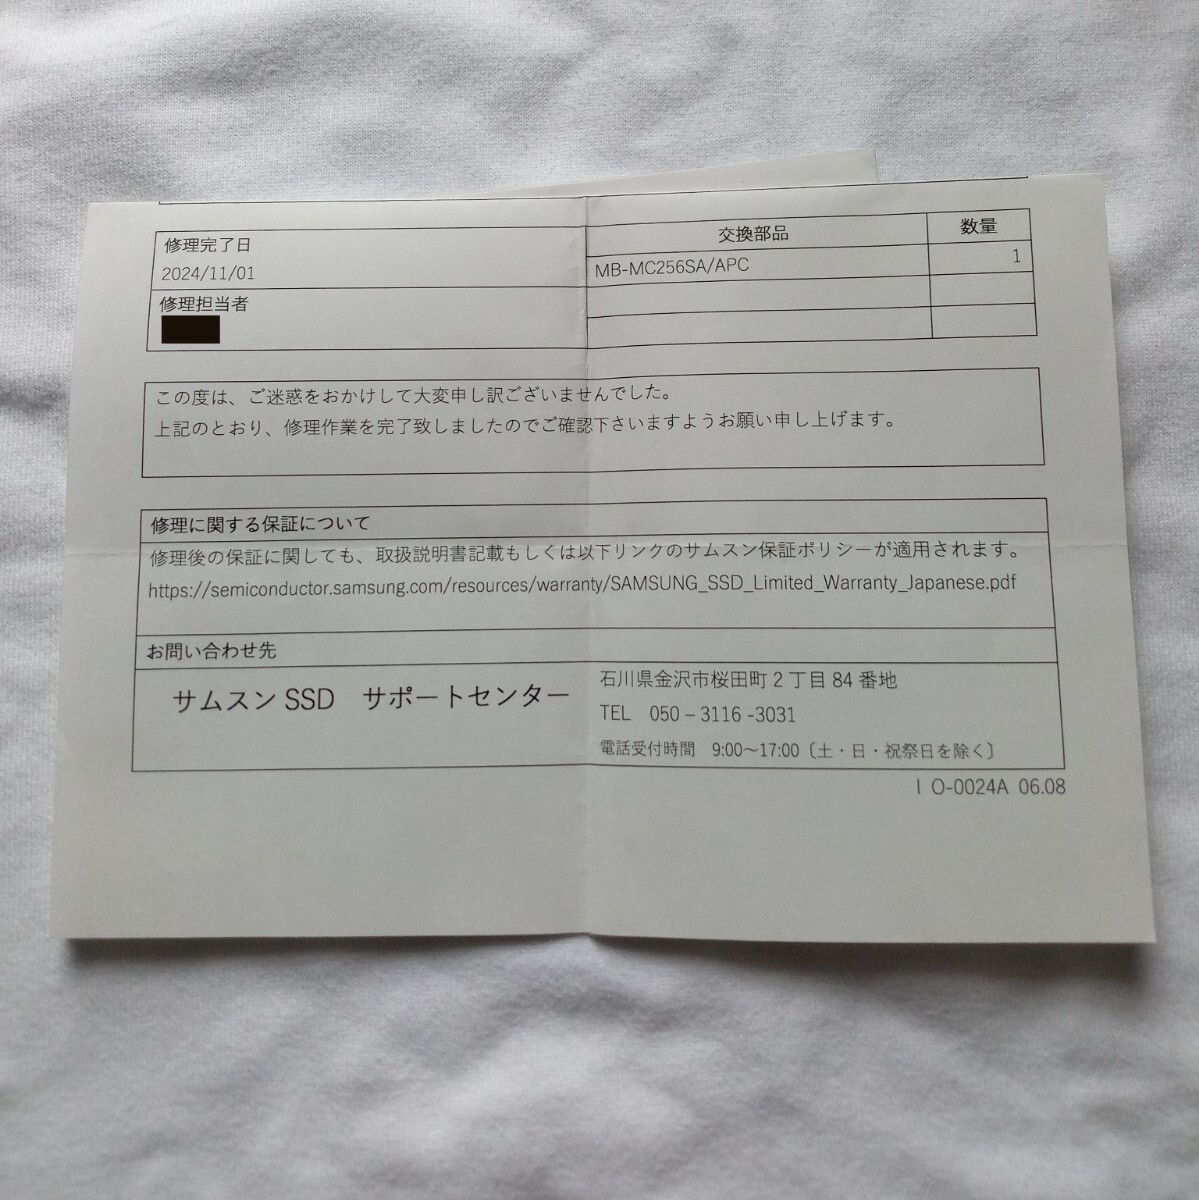 修理完了日
2024/11/01
修理担当者
交換部品 数量
MB-MC256SA/APC 1
この度は、ご迷惑をおかけして大変申し訳ございませんでした。
上記のとおり、修理作業を完了致しましたのでご確認下さいますようお願い申し上げます。
修理に関する保証について
修理後の保証に関しても、取扱説明書記載もしくは以下リンクのサムスン保証ポリシーが適用されます。
https://semiconductor.samsung.com/resources/warranty/SAMSUNG_SSD_Limited_Warranty_Japanese.pdf
お問い合わせ先
サムスン SSD サポートセンター
石川県金沢市桜田町２丁目 84 番地
TEL 050 – 3116 -3031
電話受付時間 9:00～17:00〔土・日・祝祭日を除く〕
I O-0024A 06.08